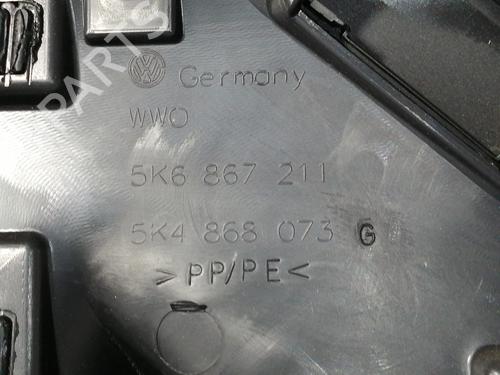 PARTS
Germany
WWO
5K6 867 211
5K4 868 073 G
>PP/PE<